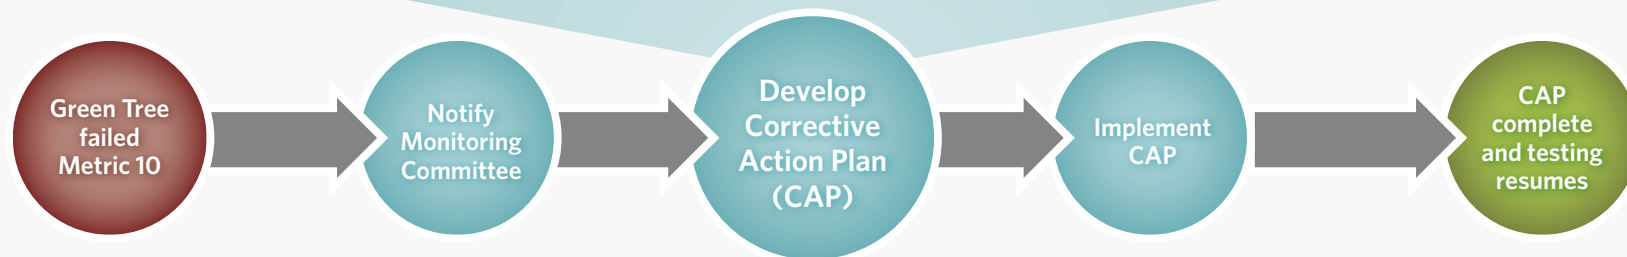 Green Tree
failed
Metric 10
Notify
Monitoring
Committee
Develop
Corrective
Action Plan
(CAP)
Implement
CAP
CAP
complete
and testing
resumes